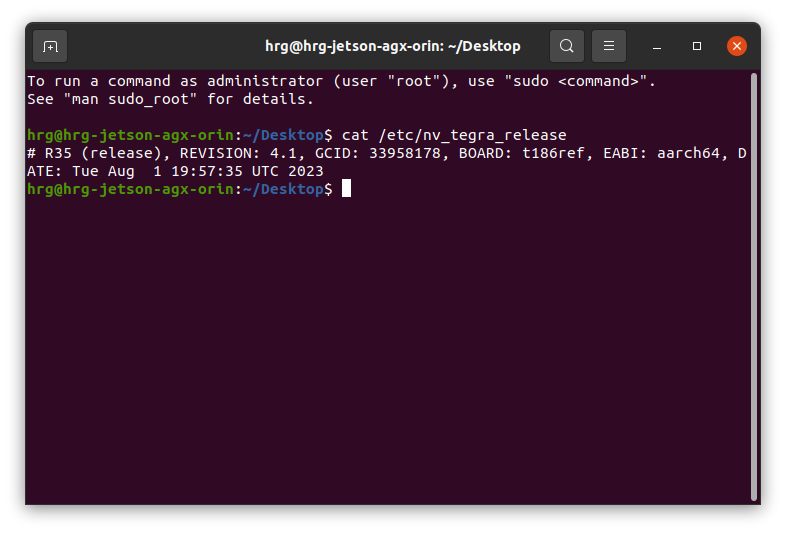 hrg@hrg-jetson-agx-orin: ~/Desktop
To run a command as administrator (user "root"), use "sudo <command>".
See "man sudo_root" for details.
hrg@hrg-jetson-agx-orin:~/Desktop$ cat /etc/nv_tegra_release
# R35 (release), REVISION: 4.1, GCID: 33958178, BOARD: t186ref, EABI: aarch64, D
ATE: Tue Aug  1 19:57:35 UTC 2023
hrg@hrg-jetson-agx-orin:~/Desktop$